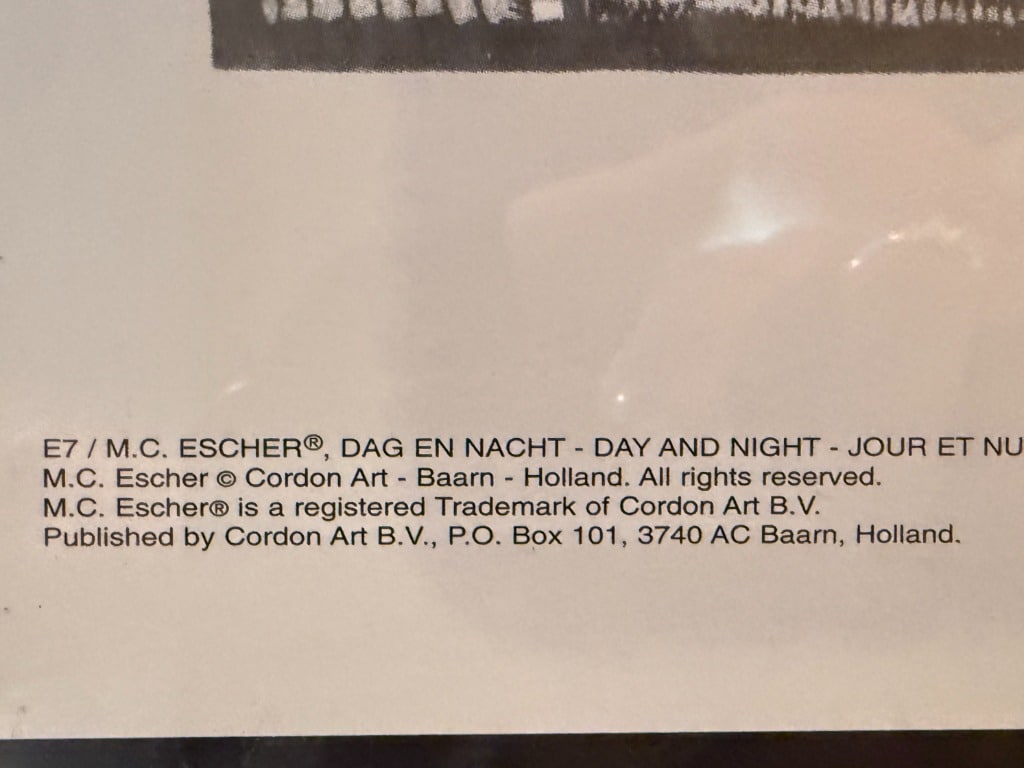 E7 / M.C. ESCHER®, DAG EN NACHT - DAY AND NIGHT - JOUR ET NU
M.C. Escher © Cordon Art - Baarn - Holland. All rights reserved.
M.C. Escher® is a registered Trademark of Cordon Art B.V.
Published by Cordon Art B.V., P.O. Box 101, 3740 AC Baarn, Holland.